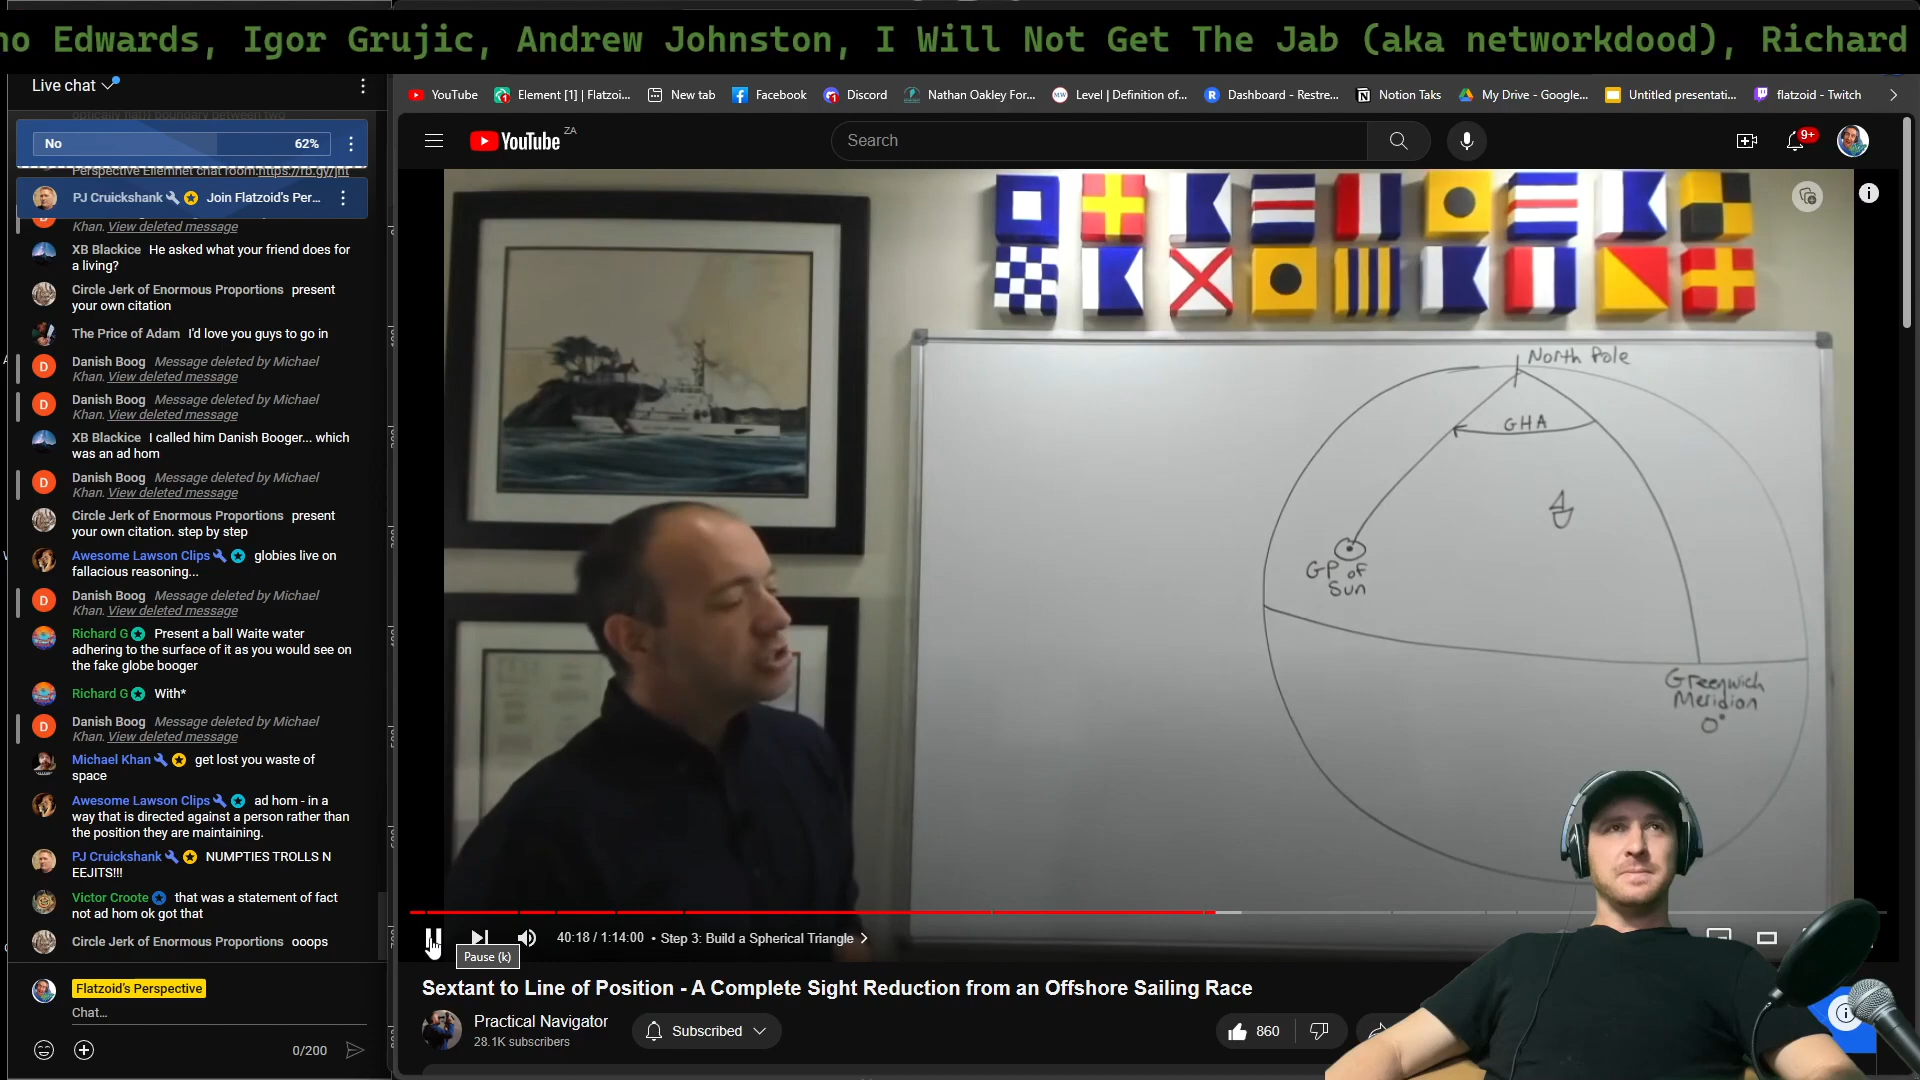 no Edwards, Igor Grujic, Andrew Johnston, I Will Not Get The Jab (aka networkdood), Richard
Live chat
No 62%
Perspective Ellemnet chat room:https://rb.gy/jht
PJ Cruickshank Join Flatzoid's Per...
Khan. View deleted message
XB Blackice He asked what your friend does for
a living?
Circle Jerk of Enormous Proportions present
your own citation
The Price of Adam I'd love you guys to go in
Danish Boog Message deleted by Michael
Khan. View deleted message
Danish Boog Message deleted by Michael
Khan. View deleted message
XB Blackice I called him Danish Booger... which
was an ad hom
Danish Boog Message deleted by Michael
Khan. View deleted message
Circle Jerk of Enormous Proportions present
your own citation. step by step
Awesome Lawson Clips globies live on
fallacious reasoning...
Danish Boog Message deleted by Michael
Khan. View deleted message
Richard G Present a ball Waite water
adhering to the surface of it as you would see on
the fake globe booger
Richard G With*
Danish Boog Message deleted by Michael
Khan. View deleted message
Michael Khan get lost you waste of
space
Awesome Lawson Clips ad hom - in a
way that is directed against a person rather than
the position they are maintaining.
PJ Cruickshank NUMPTIES TROLLS N
EEJITS!!!
Victor Croote that was a statement of fact
not ad hom ok got that
Circle Jerk of Enormous Proportions ooops
Flatzoid's Perspective
Chat...
0/200
YouTube Element [1] | Flatzoi... New tab Facebook Discord Nathan Oakley For... Level | Definition of... Dashboard - Restre... Notion Taks My Drive - Google... Untitled presentati... flatzoid - Twitch
YouTube ZA
Search
9+
North Pole
GHA
GP of
Sun
Greenwich
Meridian
0°
40:18 / 1:14:00 • Step 3: Build a Spherical Triangle
Pause (k)
Sextant to Line of Position - A Complete Sight Reduction from an Offshore Sailing Race
Practical Navigator
28.1K subscribers
Subscribed
860